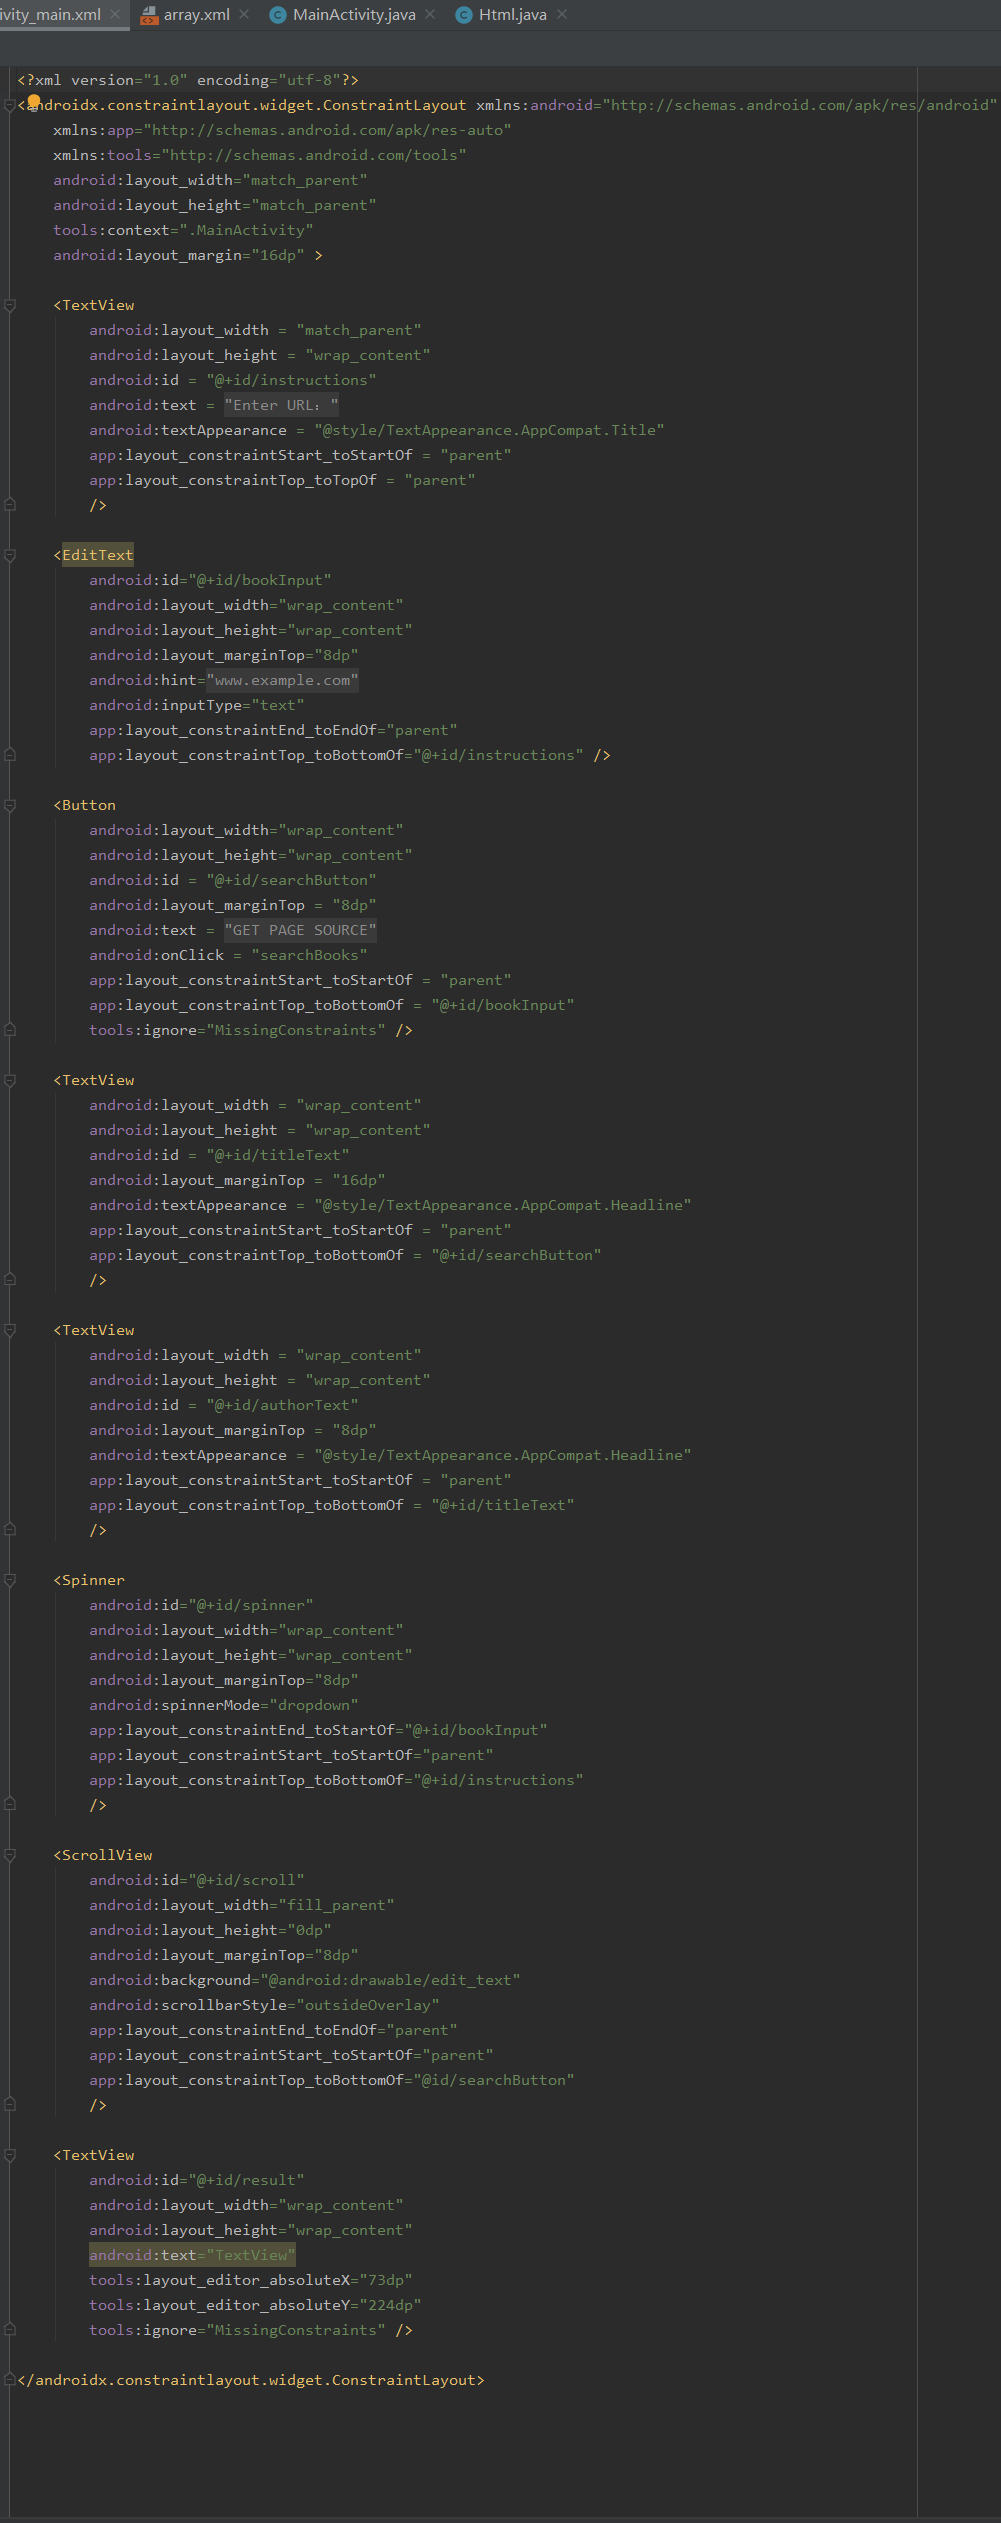 ivity_main.xml array.xml MainActivity.java Html.java
<?xml version="1.0" encoding="utf-8"?>
<androidx.constraintlayout.widget.ConstraintLayout xmlns:android="http://schemas.android.com/apk/res/android"
xmlns:app="http://schemas.android.com/apk/res-auto"
xmlns:tools="http://schemas.android.com/tools"
android:layout_width="match_parent"
android:layout_height="match_parent"
tools:context=".MainActivity"
android:layout_margin="16dp" >
<TextView
android:layout_width = "match_parent"
android:layout_height = "wrap_content"
android:id = "@+id/instructions"
android:text = "Enter URL："
android:textAppearance = "@style/TextAppearance.AppCompat.Title"
app:layout_constraintStart_toStartOf = "parent"
app:layout_constraintTop_toTopOf = "parent"
/>
<EditText
android:id="@+id/bookInput"
android:layout_width="wrap_content"
android:layout_height="wrap_content"
android:layout_marginTop="8dp"
android:hint="www.example.com"
android:inputType="text"
app:layout_constraintEnd_toEndOf="parent"
app:layout_constraintTop_toBottomOf="@+id/instructions" />
<Button
android:layout_width="wrap_content"
android:layout_height="wrap_content"
android:id = "@+id/searchButton"
android:layout_marginTop = "8dp"
android:text = "GET PAGE SOURCE"
android:onClick = "searchBooks"
app:layout_constraintStart_toStartOf = "parent"
app:layout_constraintTop_toBottomOf = "@+id/bookInput"
tools:ignore="MissingConstraints" />
<TextView
android:layout_width = "wrap_content"
android:layout_height = "wrap_content"
android:id = "@+id/titleText"
android:layout_marginTop = "16dp"
android:textAppearance = "@style/TextAppearance.AppCompat.Headline"
app:layout_constraintStart_toStartOf = "parent"
app:layout_constraintTop_toBottomOf = "@+id/searchButton"
/>
<TextView
android:layout_width = "wrap_content"
android:layout_height = "wrap_content"
android:id = "@+id/authorText"
android:layout_marginTop = "8dp"
android:textAppearance = "@style/TextAppearance.AppCompat.Headline"
app:layout_constraintStart_toStartOf = "parent"
app:layout_constraintTop_toBottomOf = "@+id/titleText"
/>
<Spinner
android:id="@+id/spinner"
android:layout_width="wrap_content"
android:layout_height="wrap_content"
android:layout_marginTop="8dp"
android:spinnerMode="dropdown"
app:layout_constraintEnd_toStartOf="@+id/bookInput"
app:layout_constraintStart_toStartOf="parent"
app:layout_constraintTop_toBottomOf="@+id/instructions"
/>
<ScrollView
android:id="@+id/scroll"
android:layout_width="fill_parent"
android:layout_height="0dp"
android:layout_marginTop="8dp"
android:background="@android:drawable/edit_text"
android:scrollbarStyle="outsideOverlay"
app:layout_constraintEnd_toEndOf="parent"
app:layout_constraintStart_toStartOf="parent"
app:layout_constraintTop_toBottomOf="@id/searchButton"
/>
<TextView
android:id="@+id/result"
android:layout_width="wrap_content"
android:layout_height="wrap_content"
android:text="TextView"
tools:layout_editor_absoluteX="73dp"
tools:layout_editor_absoluteY="224dp"
tools:ignore="MissingConstraints" />
</androidx.constraintlayout.widget.ConstraintLayout>